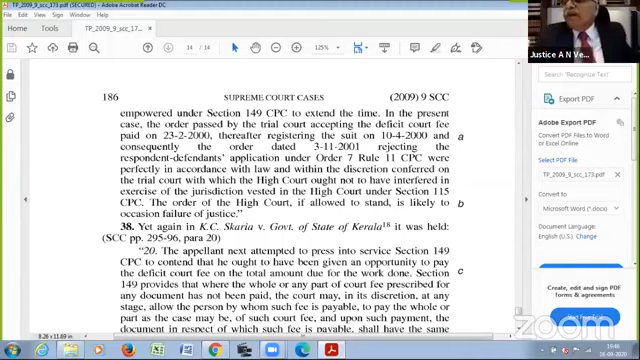 TP_2009_9_scc_173.pdf (SECURED) - Adobe Acrobat Reader DC
File Edit View Sign Window Help
Home Tools TP_2009_9_scc_173....
14 / 14 125%
Justice A N Ve...
186 SUPREME COURT CASES (2009) 9 SCC
empowered under Section 149 CPC to extend the time. In the present
case, the order passed by the trial court accepting the deficit court fee
paid on 23-2-2000, thereafter registering the suit on 10-4-2000 and a
consequently the order dated 3-11-2001 rejecting the
respondent-defendants' application under Order 7 Rule 11 CPC were
perfectly in accordance with law and within the discretion conferred on
the trial court with which the High Court ought not to have interfered in
exercise of the jurisdiction vested in the High Court under Section 115
CPC. The order of the High Court, if allowed to stand, is likely to b
occasion failure of justice."
38. Yet again in K.C. Skaria v. Govt. of State of Kerala18 it was held:
(SCC pp. 295-96, para 20)
"20. The appellant next attempted to press into service Section 149
CPC to contend that he ought to have been given an opportunity to pay
the deficit court fee on the total amount due for the work done. Section c
149 provides that where the whole or any part of court fee prescribed for
any document has not been paid, the court may, in its discretion, at any
stage, allow the person by whom such fee is payable, to pay the whole or
part as the case may be, of such court fee, and upon such payment, the
document in respect of which such fee is payable, shall have the same
8.26 x 11.69 in
Search "Recognize Text"
Export PDF
Adobe Export PDF
Convert PDF Files to Word
or Excel Online
Select PDF File
TP_2009_9_scc_173.pdf
Convert to
Microsoft Word (*.docx)
Document Language:
English (U.S.) Change
Create, edit and sign PDF
forms & agreements
zoom
19:46
16-09-2020